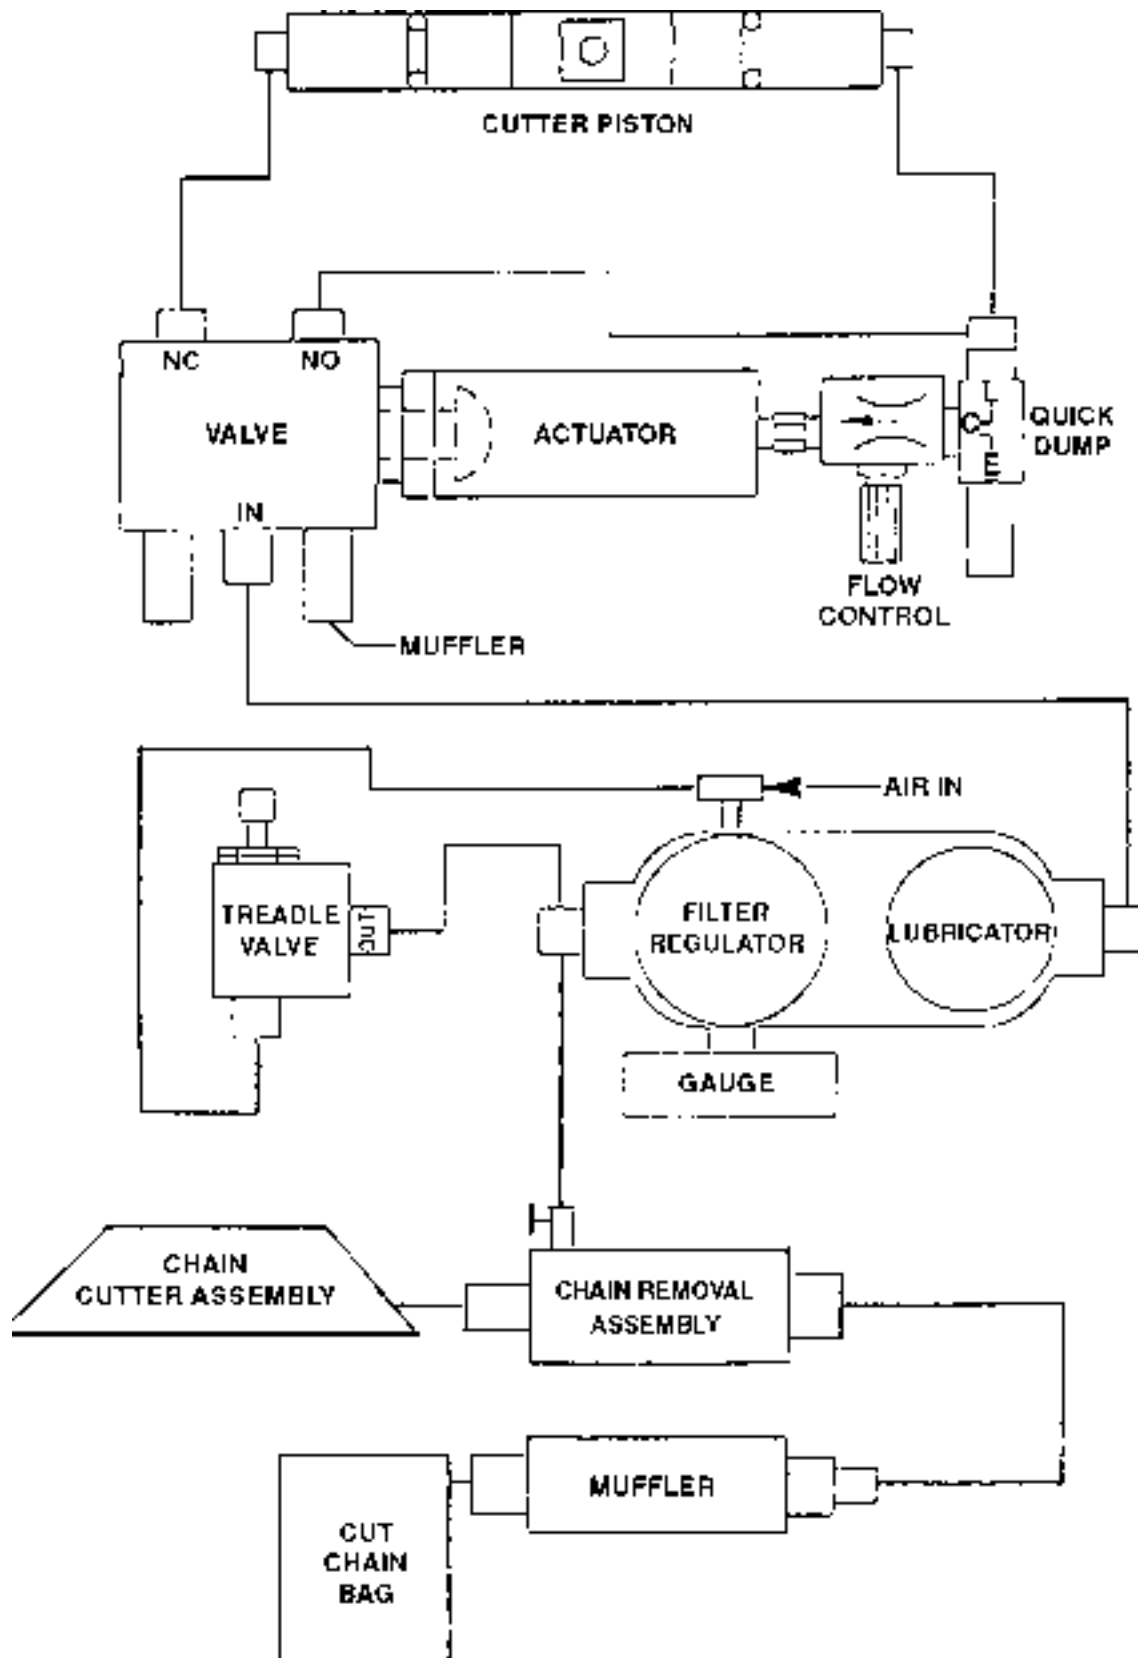 CUTTER PISTON
NC
NO
VALVE
ACTUATOR
C
E
QUICK
DUMP
IN
FLOW
CONTROL
MUFFLER
AIR IN
TREADLE
VALVE
OUT
FILTER
REGULATOR
LUBRICATOR
GAUGE
CHAIN
CUTTER ASSEMBLY
CHAIN REMOVAL
ASSEMBLY
MUFFLER
CUT
CHAIN
BAG